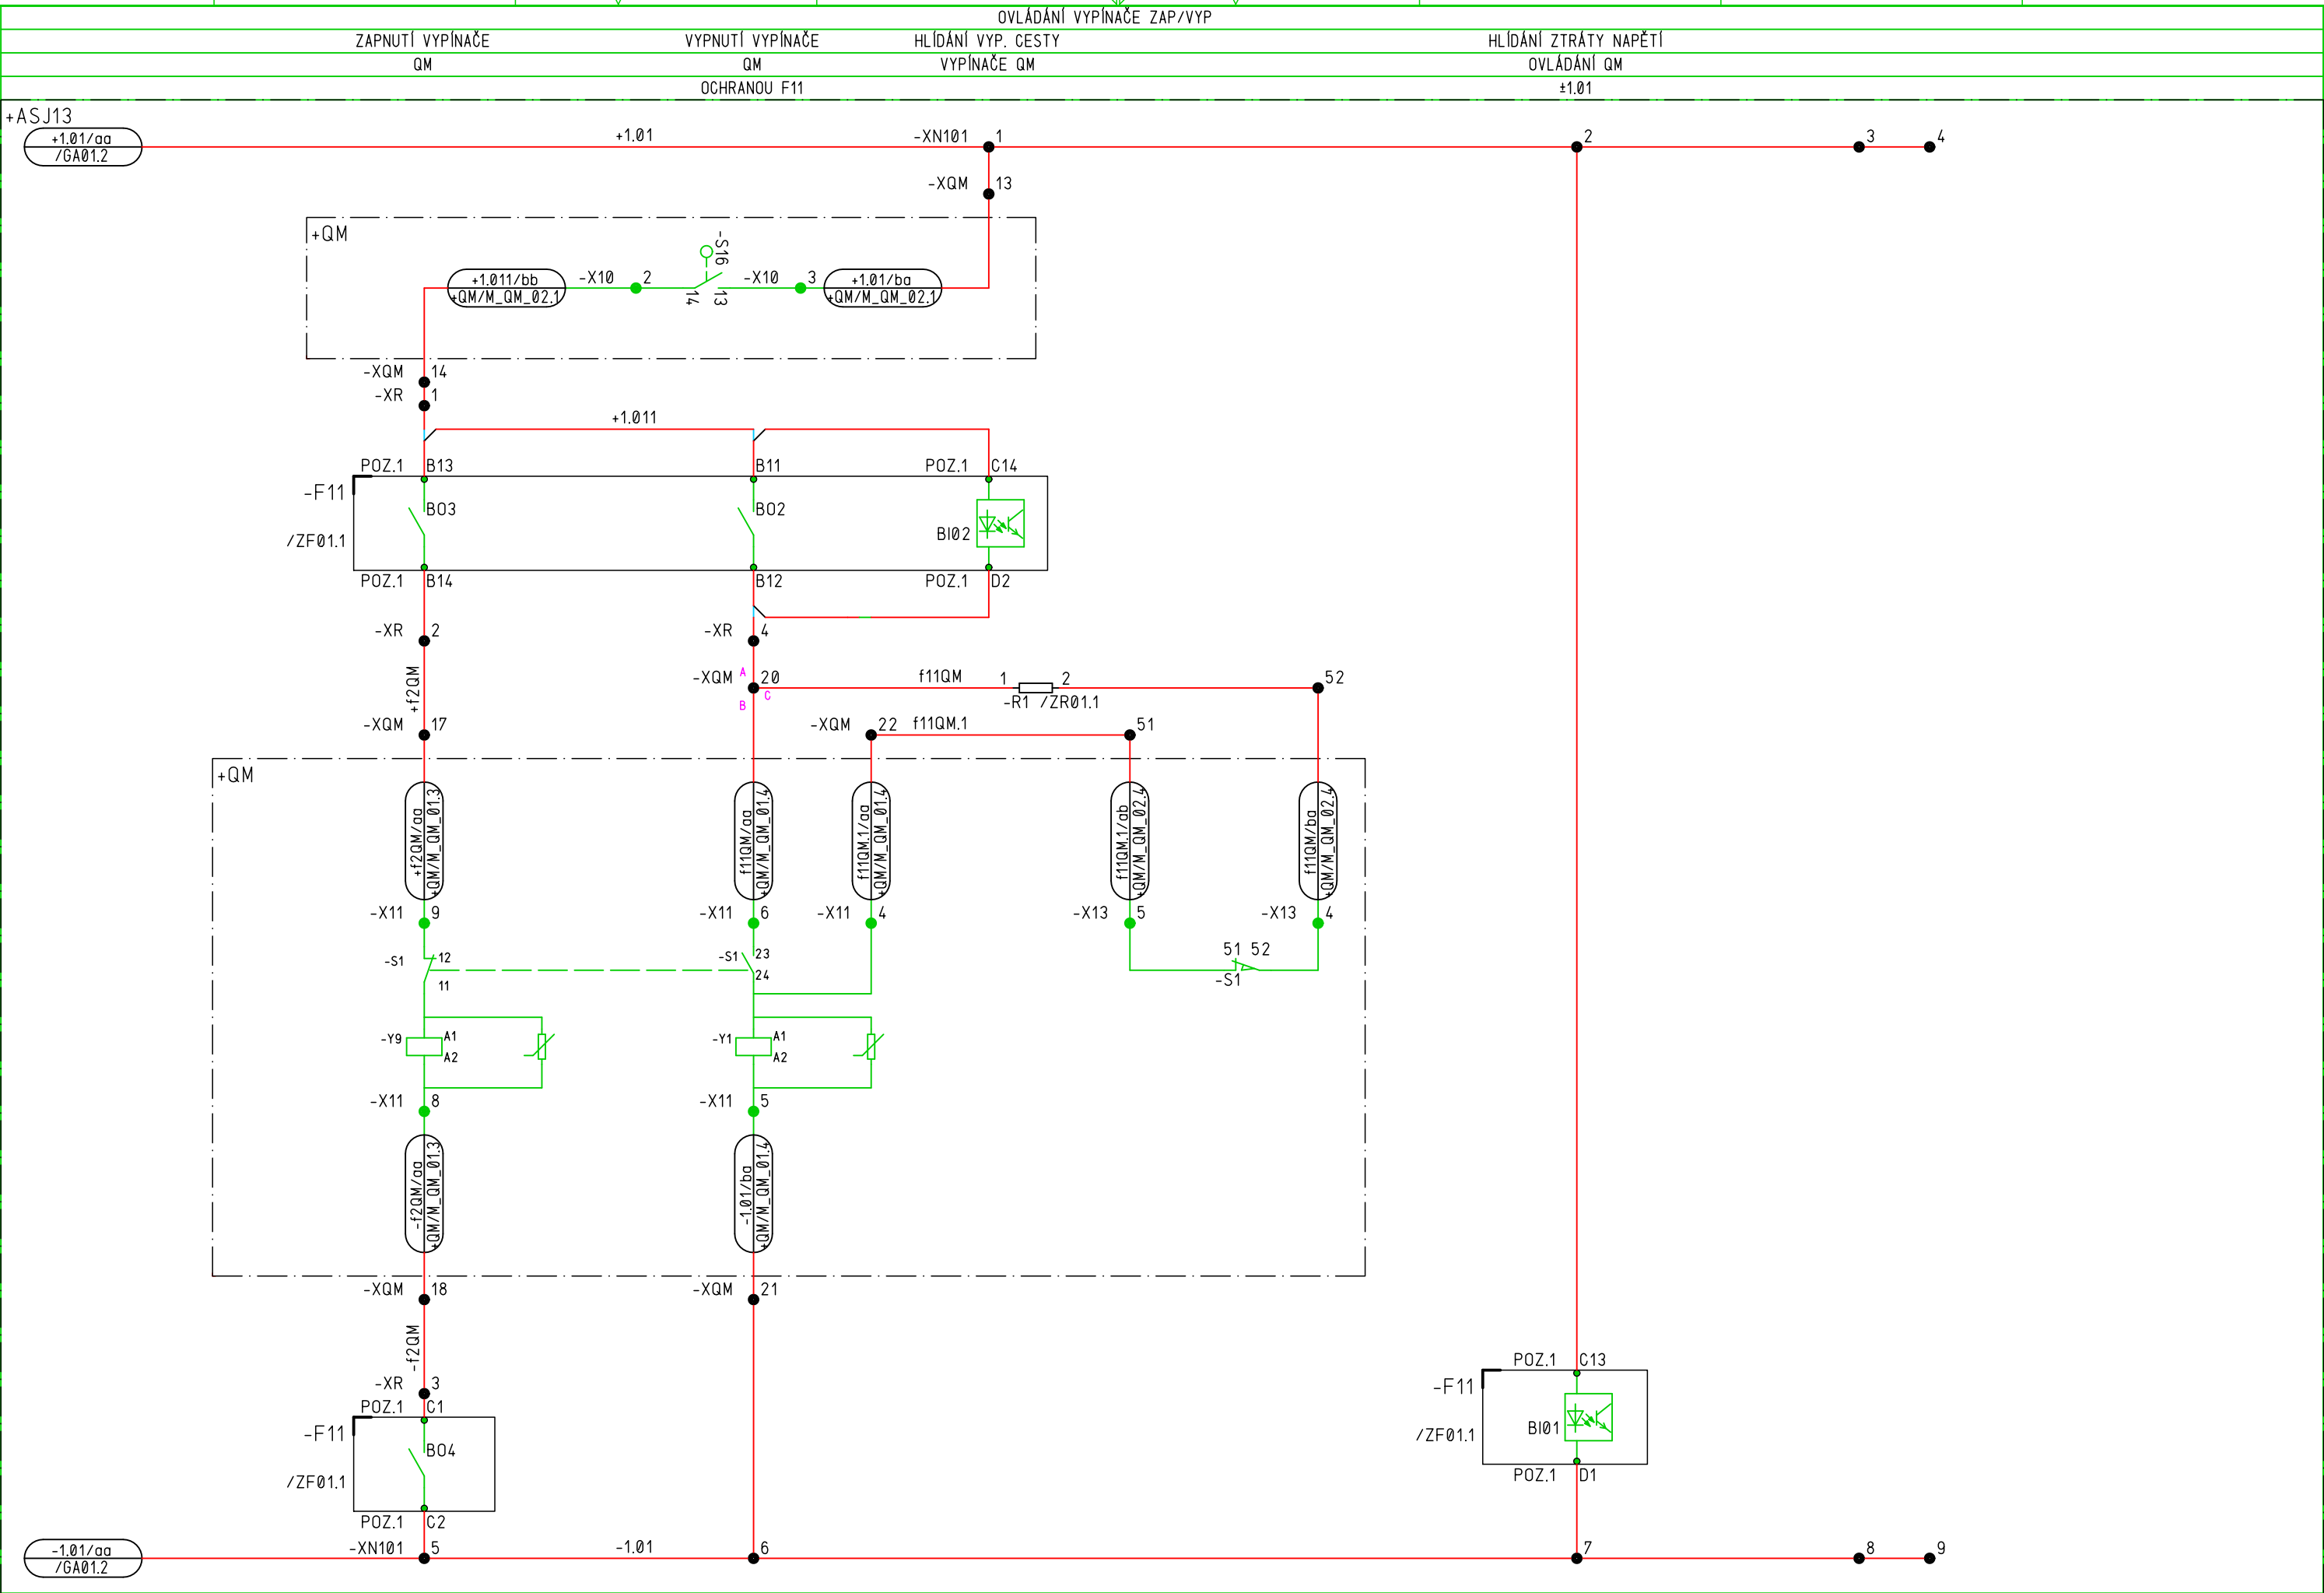 OVLÁDÁNÍ VYPÍNAČE ZAP/VYP
ZAPNUTÍ VYPÍNAČE VYPNUTÍ VYPÍNAČE HLÍDÁNÍ VYP. CESTY HLÍDÁNÍ ZTRÁTY NAPĚTÍ
QM QM VYPÍNAČE QM OVLÁDÁNÍ QM
OCHRANOU F11 ±1.01
+ASJ13
+1.01/aa +1.01 -XN101 1 2 3 4
/GA01.2
-XQM 13
+QM
-S16
+1.011/bb -X10 2 -X10 3 +1.01/ba
+QM/M_QM_02.1 14 13 +QM/M_QM_02.1
-XQM 14
-XR 1
+1.011
POZ.1 B13 B11 POZ.1 C14
-F11
BO3 BO2
/ZF01.1 BI02
POZ.1 B14 B12 POZ.1 D2
-XR 2 -XR 4
+f2QM
-XQM A 20 f11QM 1 2 52
B C
-R1 /ZR01.1
-XQM 17 -XQM 22 f11QM.1 51
+QM
+f2QM/aa
+QM/M_QM_01.3
f11QM/aa
+QM/M_QM_01.4
f11QM.1/aa
+QM/M_QM_01.4
f11QM.1/ab
+QM/M_QM_02.4
f11QM/ba
+QM/M_QM_02.4
-X11 9 -X11 6 -X11 4 -X13 5 -X13 4
-S1 12 -S1 23 51 52
11 24 -S1
-Y9 A1 -Y1 A1
A2 A2
-X11 8 -X11 5
-f2QM/aa
+QM/M_QM_01.3
-1.01/ba
+QM/M_QM_01.4
-XQM 18 -XQM 21
-f2QM
-XR 3
POZ.1 C13
-F11
/ZF01.1 BI01
POZ.1 D1
POZ.1 C1
-F11
BO4
/ZF01.1
POZ.1 C2
-1.01/aa -XN101 5 -1.01 6 7 8 9
/GA01.2